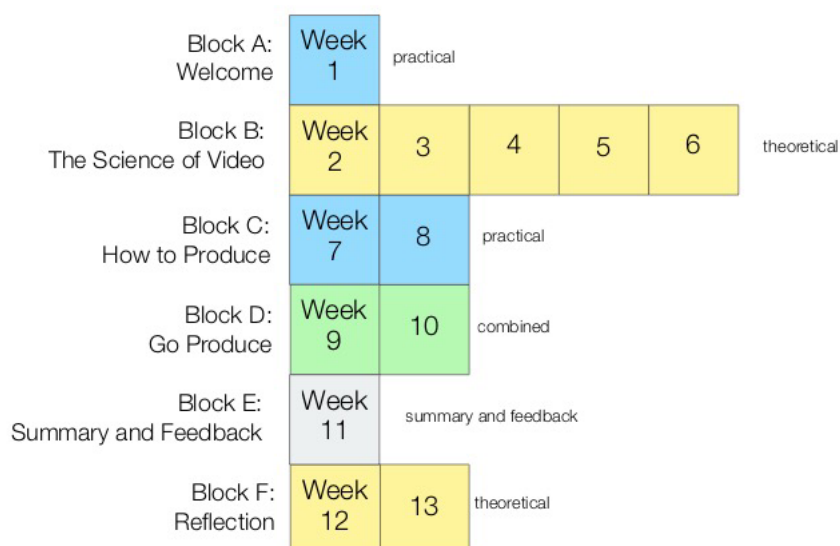 Block A:
Welcome
Week
1
practical
Block B:
The Science of Video
Week
2
3
4
5
6
theoretical
Block C:
How to Produce
Week
7
8
practical
Block D:
Go Produce
Week
9
10
combined
Block E:
Summary and Feedback
Week
11
summary and feedback
Block F:
Reflection
Week
12
13
theoretical